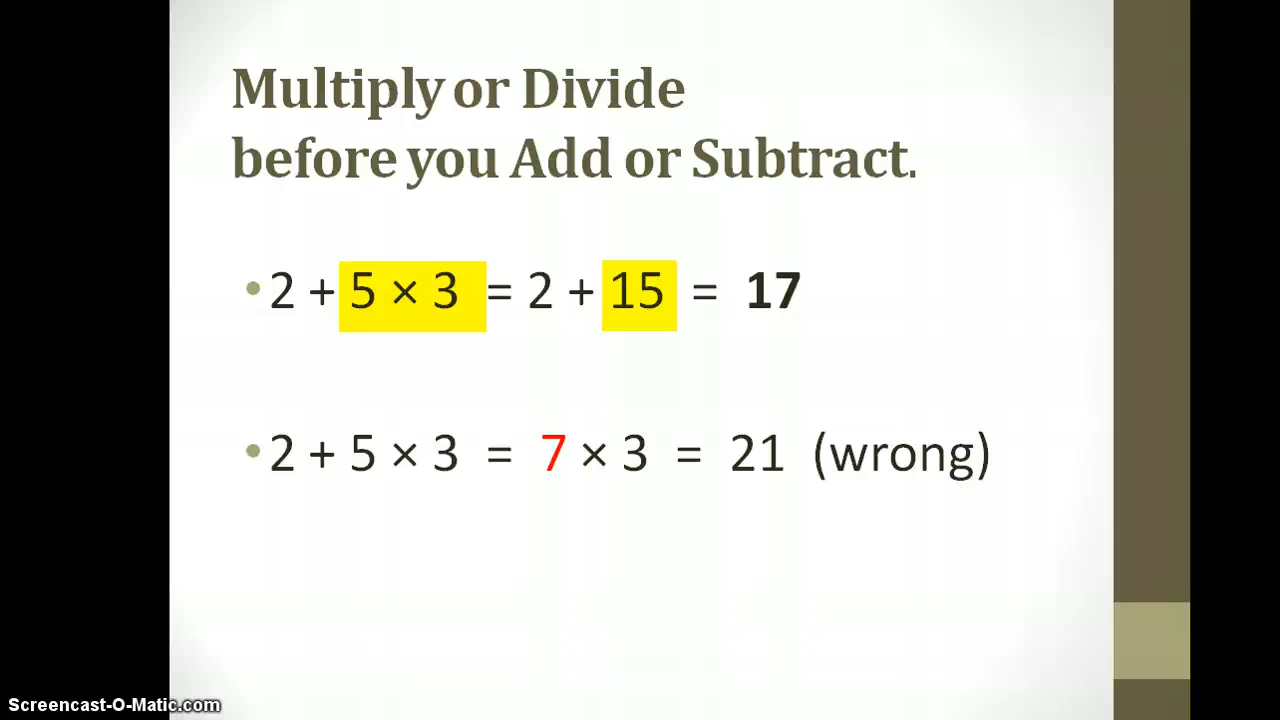 Multiply or Divide
before you Add or Subtract.
• 2 + 5 × 3 = 2 + 15 = 17
• 2 + 5 × 3 = 7 × 3 = 21 (wrong)
Screencast-O-Matic.com